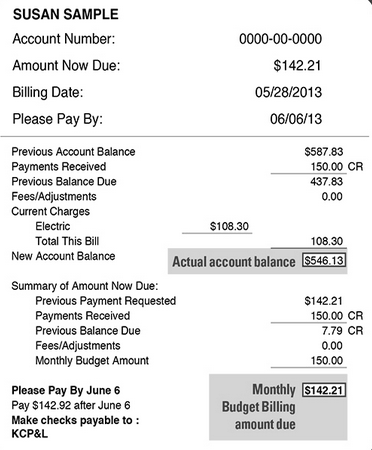 SUSAN SAMPLE
Account Number: 0000-00-0000
Amount Now Due: $142.21
Billing Date: 05/28/2013
Please Pay By: 06/06/13
Previous Account Balance $587.83
Payments Received 150.00 CR
Previous Balance Due 437.83
Fees/Adjustments 0.00
Current Charges
Electric $108.30
Total This Bill 108.30
New Account Balance Actual account balance $546.13
Summary of Amount Now Due:
Previous Payment Requested $142.21
Payments Received 150.00 CR
Previous Balance Due 7.79 CR
Fees/Adjustments 0.00
Monthly Budget Amount 150.00
Please Pay By June 6 Monthly $142.21
Pay $142.92 after June 6 Budget Billing
Make checks payable to : amount due
KCP&L